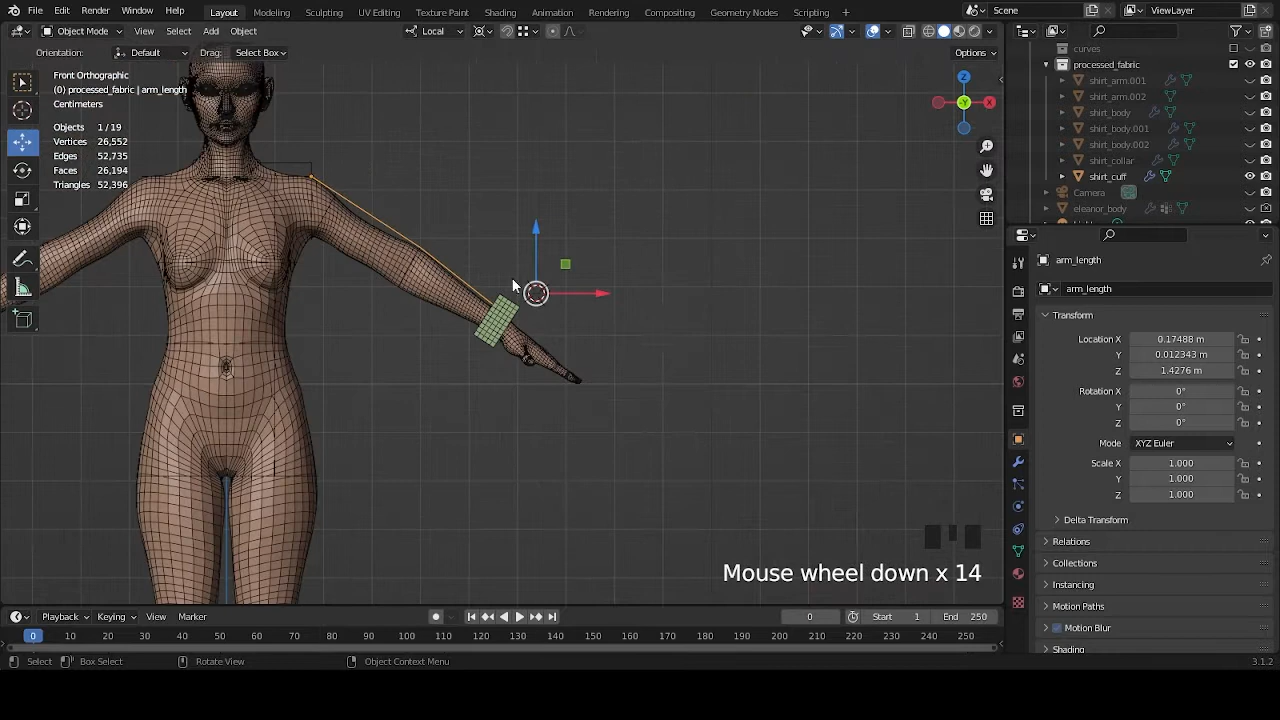 File Edit Render Window Help Layout Modeling Sculpting UV Editing Texture Paint Shading Animation Rendering Compositing Geometry Nodes Scripting + Scene ViewLayer
Object Mode View Select Add Object Local
Orientation: Default Drag: Select Box Options
Front Orthographic
(0) processed_fabric | arm_length
Centimeters
Objects 1 / 19
Vertices 26,552
Edges 52,735
Faces 26,194
Triangles 52,396
Z
-Y
X
curves
processed_fabric
shirt_arm.001
shirt_arm.002
shirt_body
shirt_body.001
shirt_body.002
shirt_collar
shirt_cuff
Camera
eleanor_body
arm_length
arm_length
Transform
Location X 0.17488 m
Y 0.012343 m
Z 1.4276 m
Rotation X 0°
Y 0°
Z 0°
Mode XYZ Euler
Scale X 1.000
Y 1.000
Z 1.000
Delta Transform
Relations
Collections
Instancing
Motion Paths
Motion Blur
Shading
Mouse wheel down x 14
Playback Keying View Marker 0 Start 1 End 250
0 10 20 30 40 50 60 70 80 90 100 110 120 130 140 150 160 170 180 190 200 210 220 230 240 250
Select Box Select Rotate View Object Context Menu 3.1.2